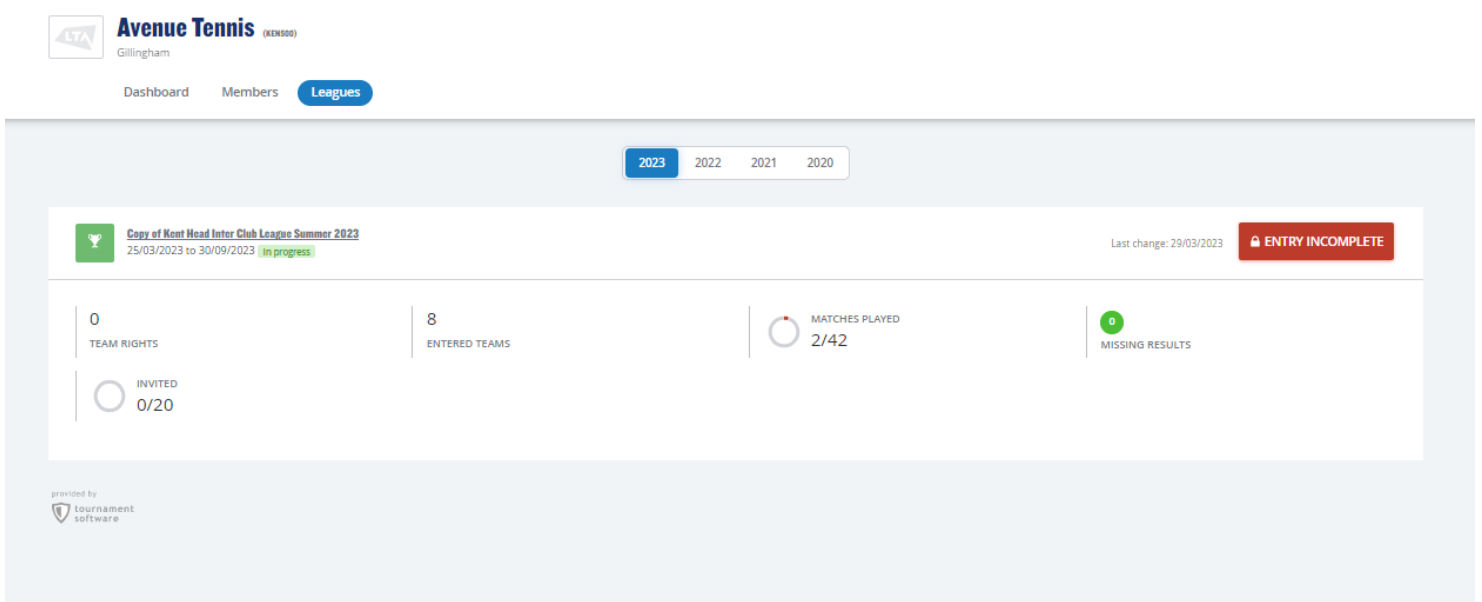 LTA
Avenue Tennis (KEN500)
Gillingham
Dashboard Members Leagues
2023 2022 2021 2020
Copy of Kent Head Inter Club League Summer 2023
25/03/2023 to 30/09/2023 In progress
Last change: 29/03/2023
ENTRY INCOMPLETE
0
TEAM RIGHTS
8
ENTERED TEAMS
MATCHES PLAYED
2/42
0
MISSING RESULTS
INVITED
0/20
provided by
tournament
software